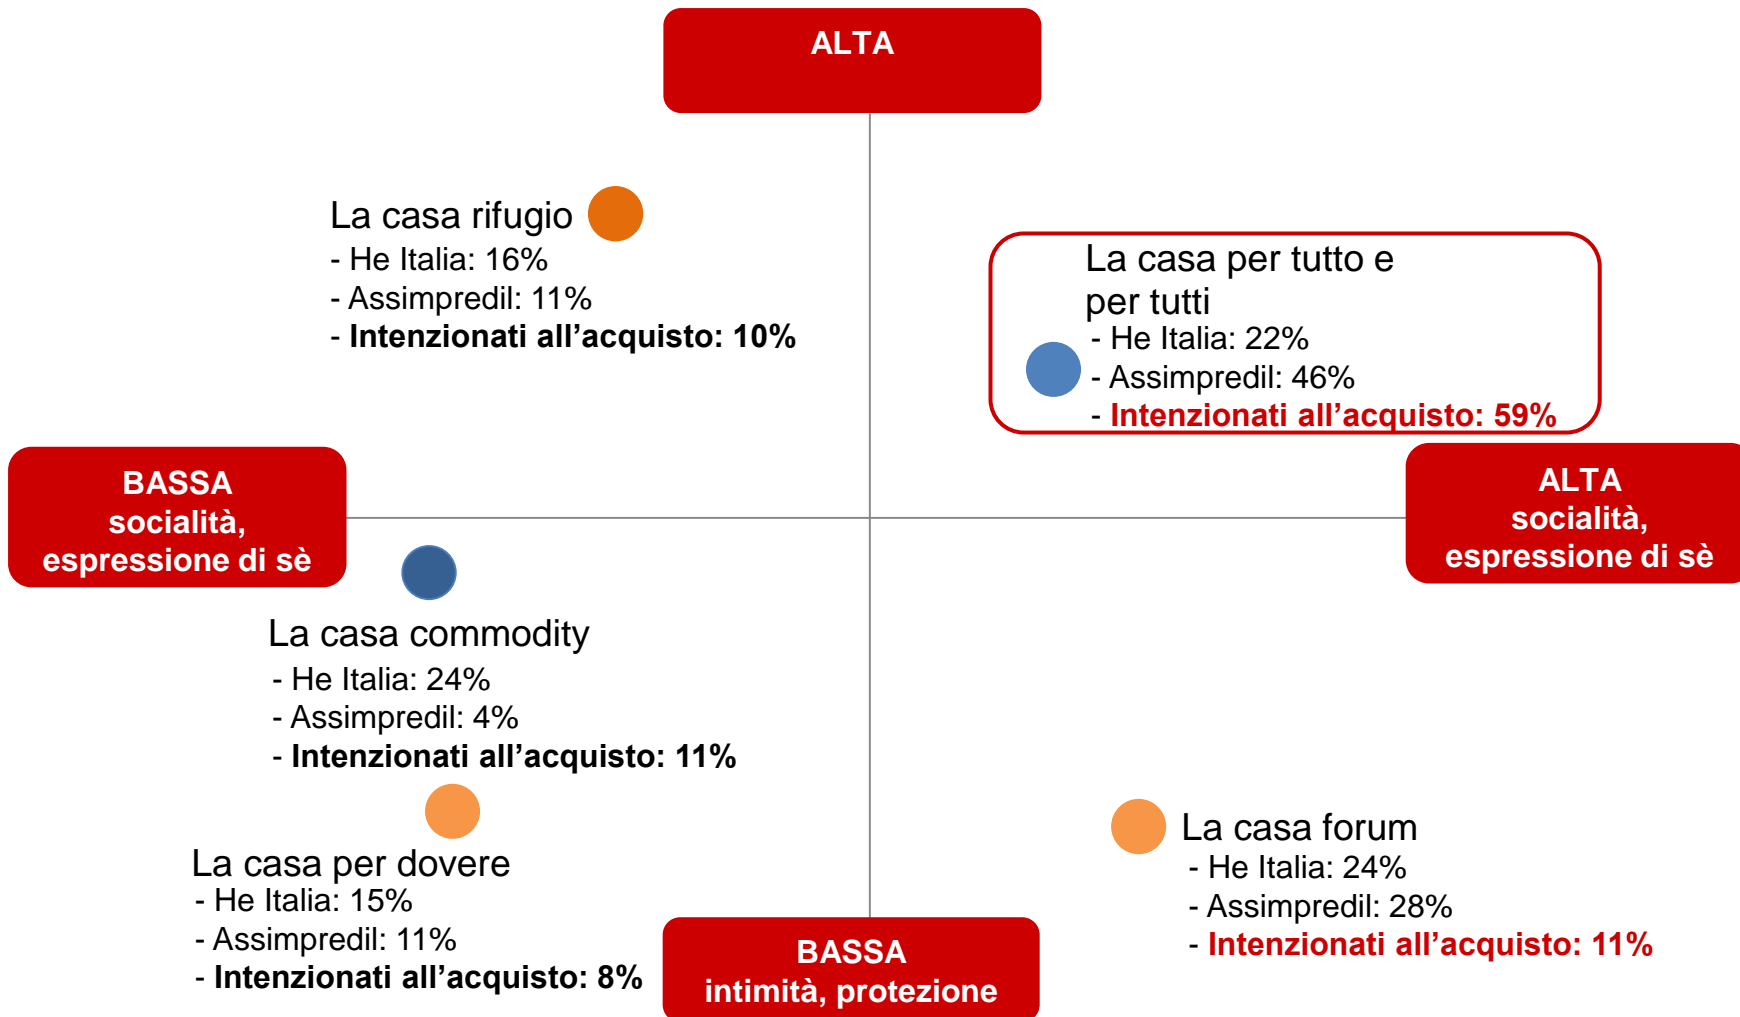 ALTA
La casa rifugio
- He Italia: 16%
- Assimpredil: 11%
- Intenzionati all’acquisto: 10%
La casa per tutto e
per tutti
- He Italia: 22%
- Assimpredil: 46%
- Intenzionati all’acquisto: 59%
BASSA
socialità,
espressione di sè
ALTA
socialità,
espressione di sè
La casa commodity
- He Italia: 24%
- Assimpredil: 4%
- Intenzionati all’acquisto: 11%
La casa per dovere
- He Italia: 15%
- Assimpredil: 11%
- Intenzionati all’acquisto: 8%
La casa forum
- He Italia: 24%
- Assimpredil: 28%
- Intenzionati all’acquisto: 11%
BASSA
intimità, protezione